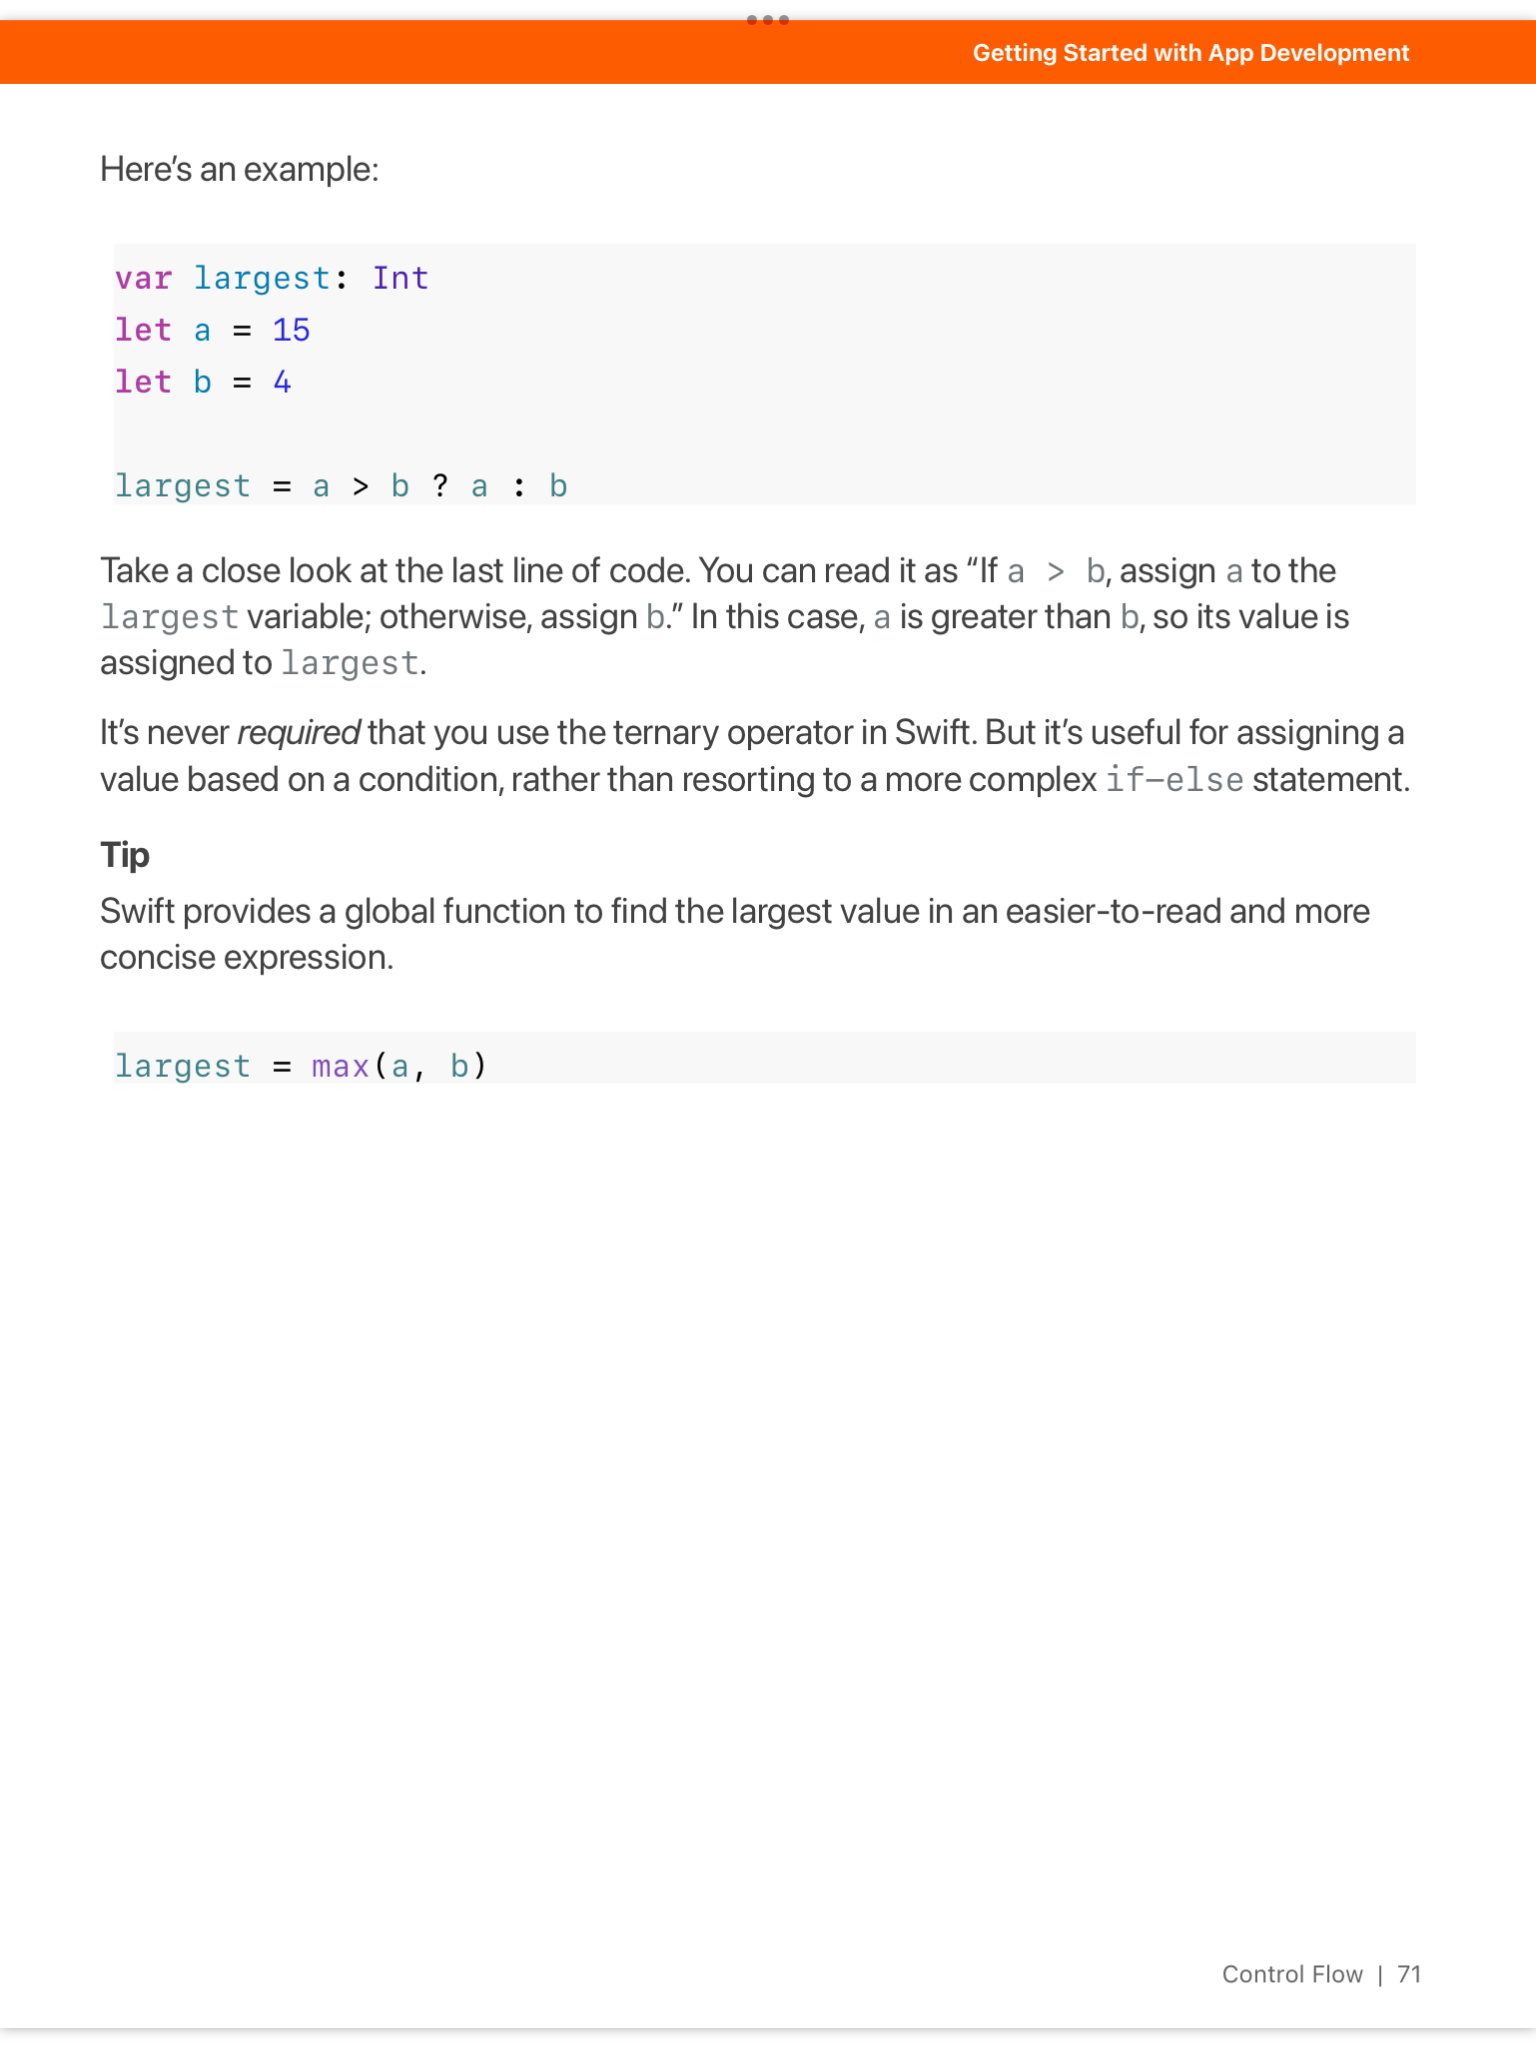 Getting Started with App Development
Here’s an example:
var largest: Int
let a = 15
let b = 4
largest = a > b ? a : b
Take a close look at the last line of code. You can read it as “If a > b, assign a to the
largest variable; otherwise, assign b.” In this case, a is greater than b, so its value is
assigned to largest.
It’s never required that you use the ternary operator in Swift. But it’s useful for assigning a
value based on a condition, rather than resorting to a more complex if-else statement.
Tip
Swift provides a global function to find the largest value in an easier-to-read and more
concise expression.
largest = max(a, b)
Control Flow | 71